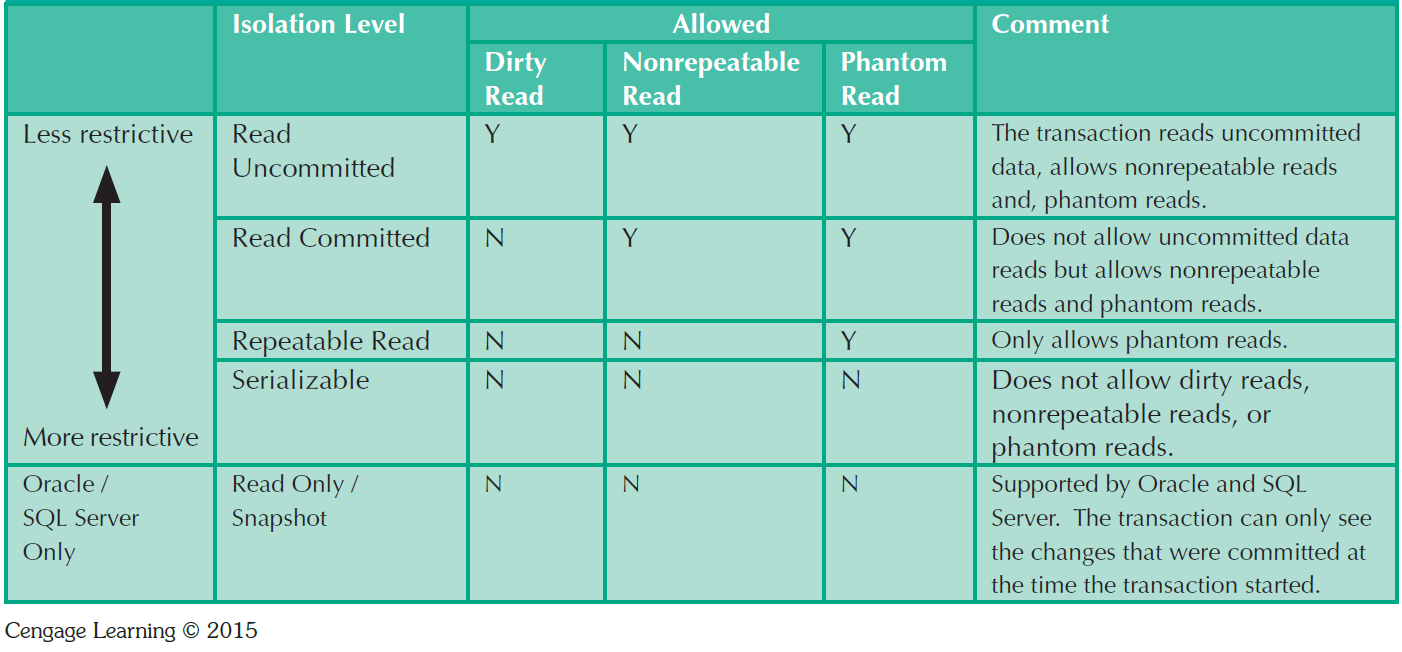 Isolation Level
Allowed
Comment
Dirty
Read
Nonrepeatable
Read
Phantom
Read
Less restrictive
More restrictive
Read
Uncommitted
Y
Y
Y
The transaction reads uncommitted
data, allows nonrepeatable reads
and, phantom reads.
Read Committed
N
Y
Y
Does not allow uncommitted data
reads but allows nonrepeatable
reads and phantom reads.
Repeatable Read
N
N
Y
Only allows phantom reads.
Serializable
N
N
N
Does not allow dirty reads,
nonrepeatable reads, or
phantom reads.
Oracle /
SQL Server
Only
Read Only /
Snapshot
N
N
N
Supported by Oracle and SQL
Server. The transaction can only see
the changes that were committed at
the time the transaction started.
Cengage Learning © 2015